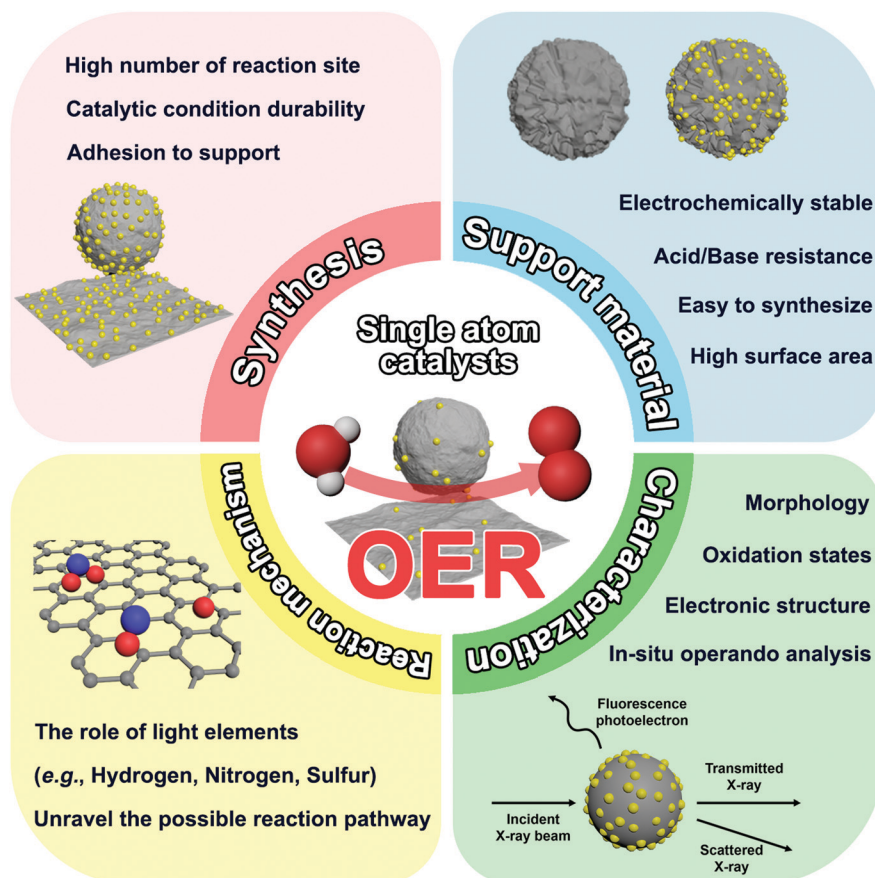 High number of reaction site
Catalytic condition durability
Adhesion to support
Synthesis
Support material
Electrochemically stable
Acid/Base resistance
Easy to synthesize
High surface area
Single atom
catalysts
OER
Reaction mechanism
The role of light elements
(e.g., Hydrogen, Nitrogen, Sulfur)
Unravel the possible reaction pathway
Characterization
Morphology
Oxidation states
Electronic structure
In-situ operando analysis
Fluorescence
photoelectron
Incident
X-ray beam
Transmitted
X-ray
Scattered
X-ray